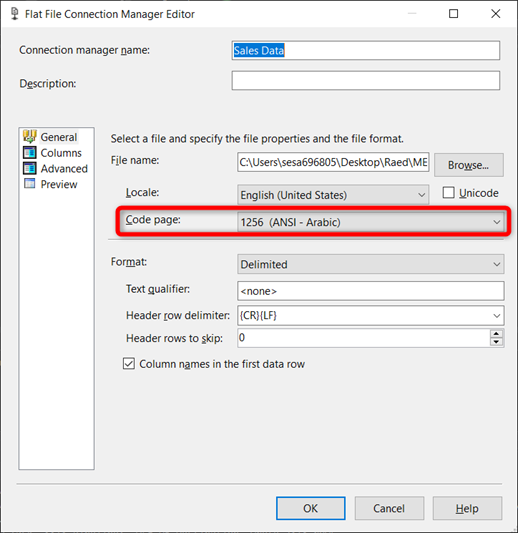 Flat File Connection Manager Editor
Connection manager name: Sales Data
Description:
General
Columns
Advanced
Preview
Select a file and specify the file properties and the file format.
File name: C:\Users\sesa696805\Desktop\Raed\ME Browse...
Locale: English (United States) Unicode
Code page: 1256 (ANSI - Arabic)
Format: Delimited
Text qualifier: <none>
Header row delimiter: {CR}{LF}
Header rows to skip: 0
Column names in the first data row
OK Cancel Help